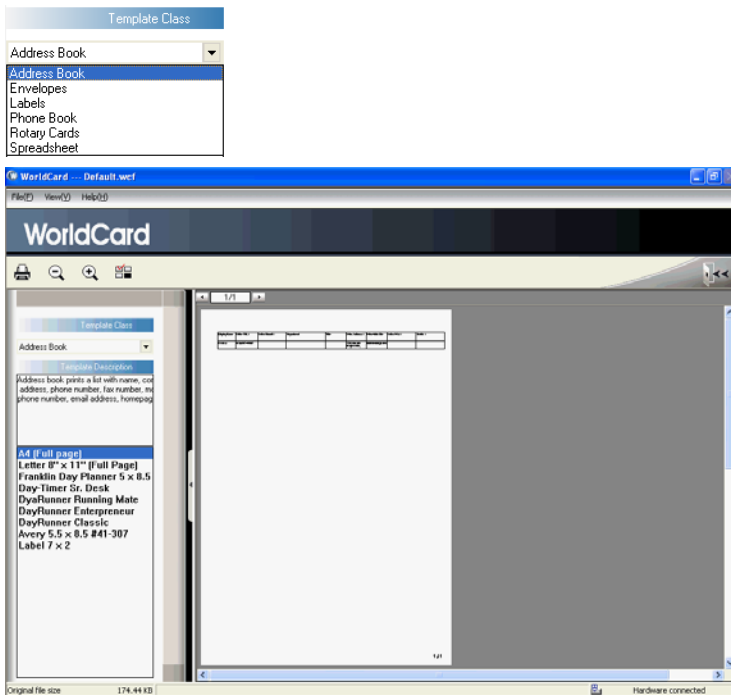 Template Class
Address Book
Address Book
Envelopes
Labels
Phone Book
Rotary Cards
Spreadsheet
WorldCard --- Default.wcf
File(F) View(V) Help(H)
WorldCard
1/1
Template Class
Address Book
Template Description
Address book prints a list with name, cor
address, phone number, fax number, mo
phone number, email address, homepag
A4 (Full page)
Letter 8" x 11" (Full Page)
Franklin Day Planner 5 x 8.5
Day-Timer Sr. Desk
DyaRunner Running Mate
DayRunner Enterpreneur
DayRunner Classic
Avery 5.5 x 8.5 #41-307
Label 7 x 2
Original file size 174.44 KB Hardware connected